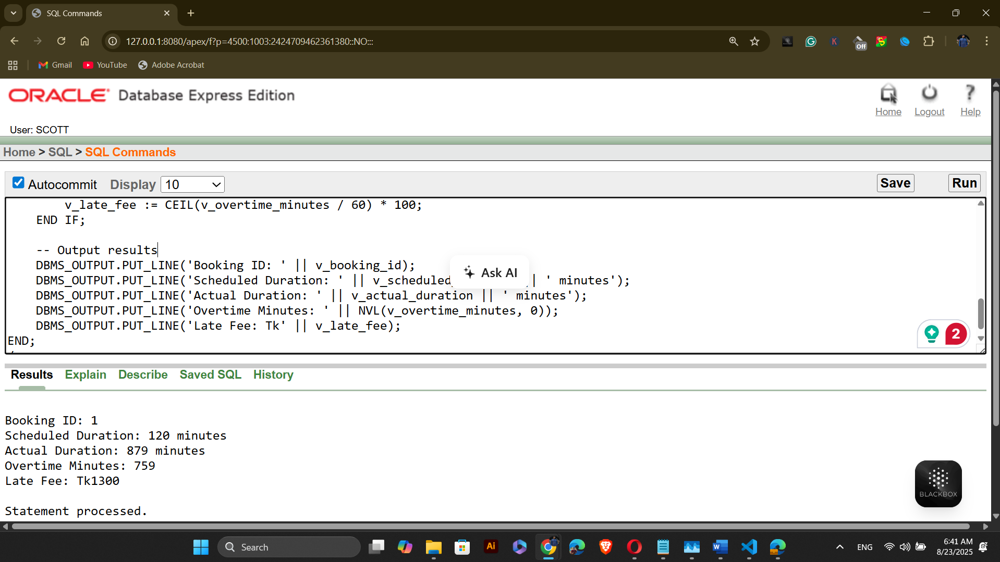 SQL Commands
127.0.0.1:8080/apex/f?p=4500:1003:2424709462361380::NO:::
Off
Gmail
YouTube
Adobe Acrobat
ORACLE Database Express Edition
Home
Logout
Help
User: SCOTT
Home > SQL > SQL Commands
Autocommit
Display
10
Save
Run
v_late_fee := CEIL(v_overtime_minutes / 60) * 100;
END IF;
-- Output results
DBMS_OUTPUT.PUT_LINE('Booking ID: ' || v_booking_id);
DBMS_OUTPUT.PUT_LINE('Scheduled Duration: ' || v_scheduled || ' minutes');
Ask AI
DBMS_OUTPUT.PUT_LINE('Actual Duration: ' || v_actual_duration || ' minutes');
DBMS_OUTPUT.PUT_LINE('Overtime Minutes: ' || NVL(v_overtime_minutes, 0));
DBMS_OUTPUT.PUT_LINE('Late Fee: Tk' || v_late_fee);
END;
2
Results Explain Describe Saved SQL History
Booking ID: 1
Scheduled Duration: 120 minutes
Actual Duration: 879 minutes
Overtime Minutes: 759
Late Fee: Tk1300
BLACKBOX
Statement processed.
Search
Ai
ENG
6:41 AM
8/23/2025